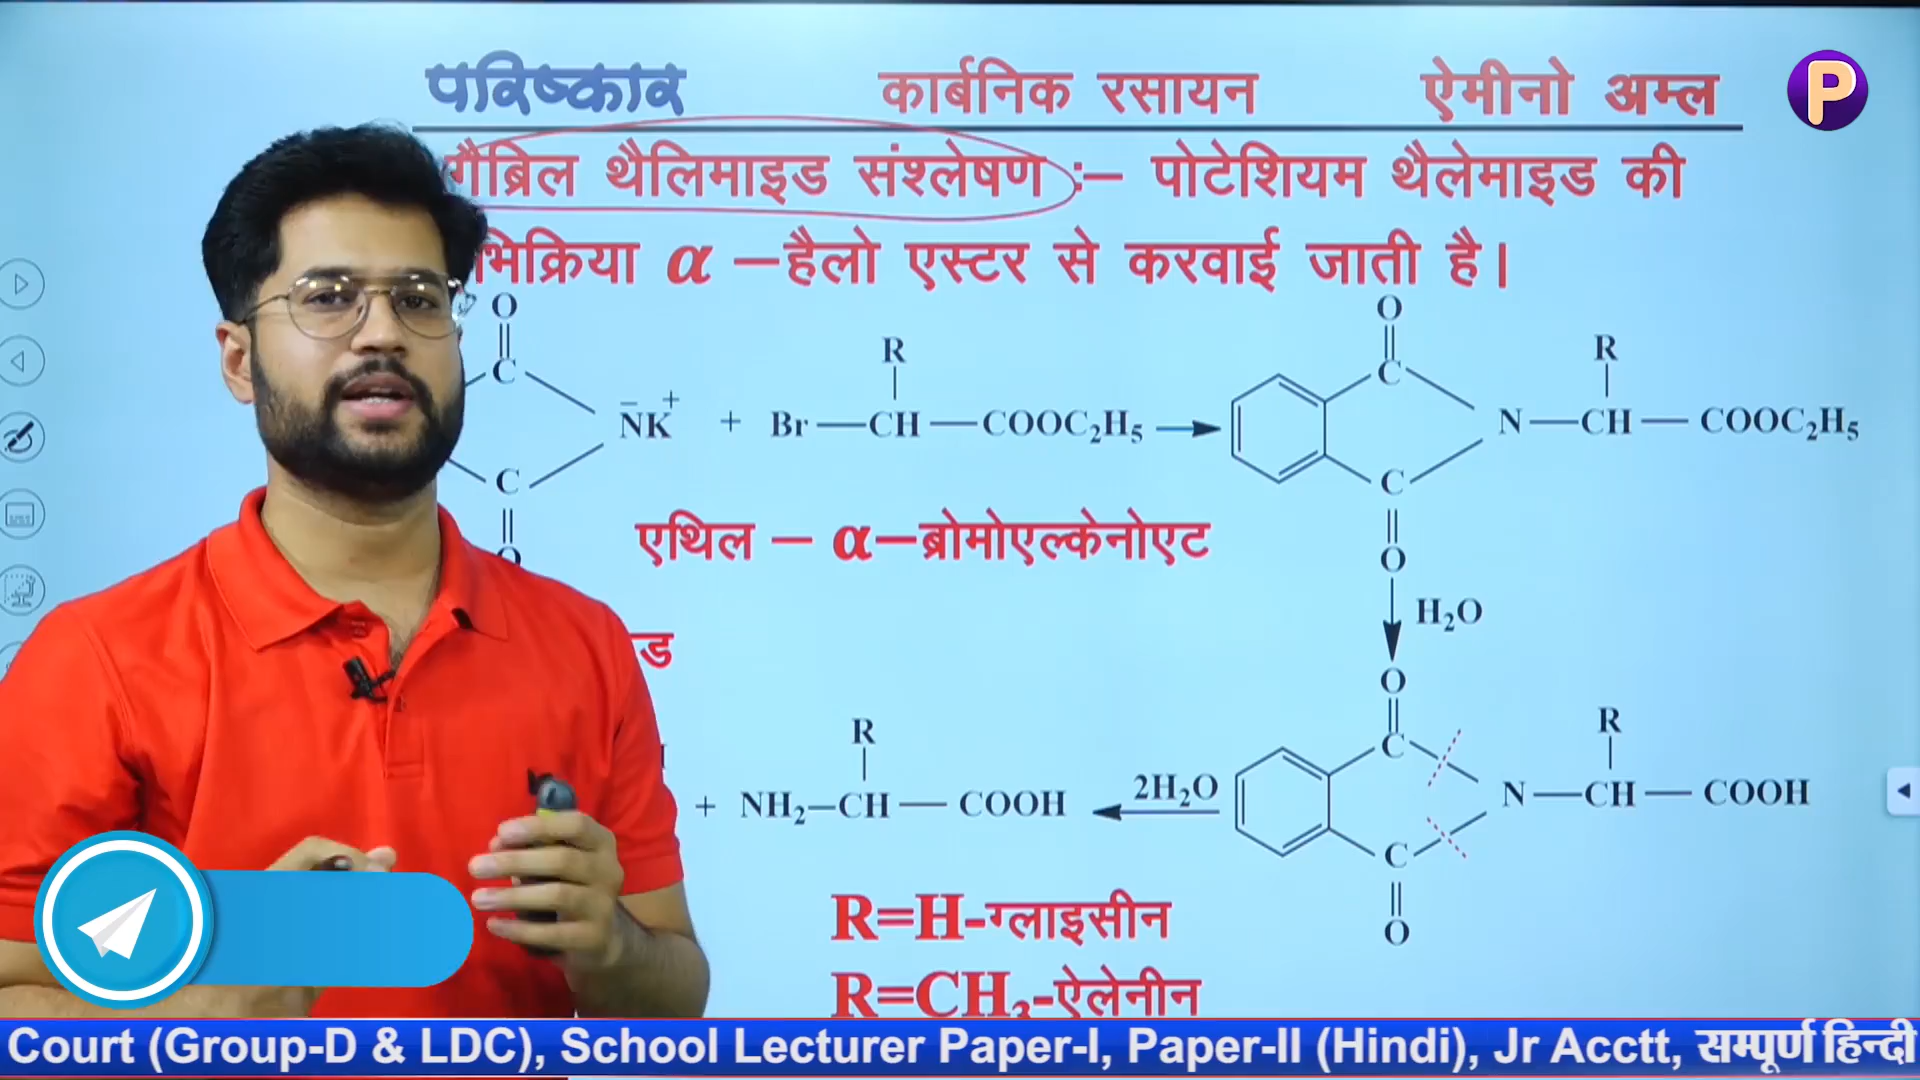 परिष्कार कार्बनिक रसायन ऐमीनो अम्ल P
गैब्रिल थैलिमाइड संश्लेषण :– पोटेशियम थैलेमाइड की
भिक्रिया α –हैलो एस्टर से करवाई जाती है।
O O
C R C R
N̄K⁺ + Br—CH—COOC₂H₅ N—CH—COOC₂H₅
C C
O एथिल – α–ब्रोमोएल्केनोएट O
H₂O
ड O
R C R
+ NH₂–CH—COOH 2H₂O N—CH—COOH
C
R=H-ग्लाइसीन O
R=CH₃-ऐलेनीन
Court (Group-D & LDC), School Lecturer Paper-I, Paper-II (Hindi), Jr Acctt, सम्पूर्ण हिन्दी